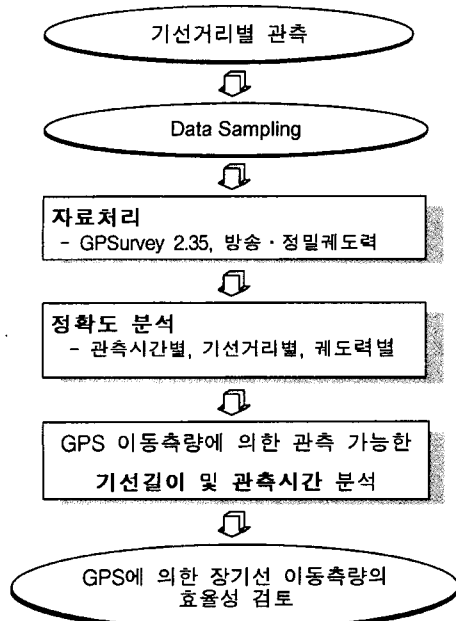 기선거리별 관측
Data Sampling
자료처리
- GPSurvey 2.35, 방송 · 정밀궤도력
정확도 분석
- 관측시간별, 기선거리별, 궤도력별
GPS 이동측량에 의한 관측 가능한
기선길이 및 관측시간 분석
GPS에 의한 장기선 이동측량의
효율성 검토